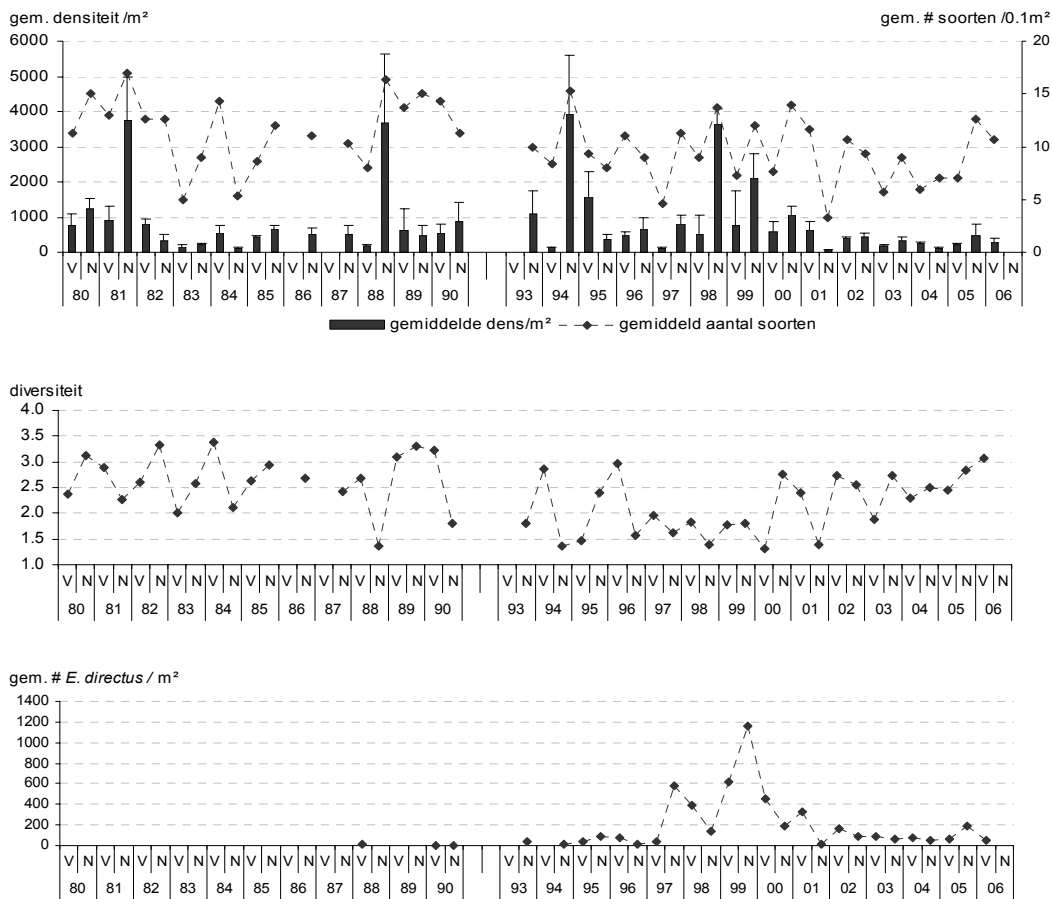 gem. densiteit /m² gem. # soorten /0.1m²
6000 20
5000
4000 15
3000 10
2000
1000 5
0 0
V N V N V N V N V N V N V N V N V N V N V N V N V N V N V N V N V N V N V N V N V N V N V N V N V N
80 81 82 83 84 85 86 87 88 89 90 93 94 95 96 97 98 99 00 01 02 03 04 05 06
gemiddelde dens/m² gemiddeld aantal soorten
diversiteit
4.0
3.5
3.0
2.5
2.0
1.5
1.0
V N V N V N V N V N V N V N V N V N V N V N V N V N V N V N V N V N V N V N V N V N V N V N V N V N
80 81 82 83 84 85 86 87 88 89 90 93 94 95 96 97 98 99 00 01 02 03 04 05 06
gem. # E. directus / m²
1400
1200
1000
800
600
400
200
0
V N V N V N V N V N V N V N V N V N V N V N V N V N V N V N V N V N V N V N V N V N V N V N V N V N
80 81 82 83 84 85 86 87 88 89 90 93 94 95 96 97 98 99 00 01 02 03 04 05 06